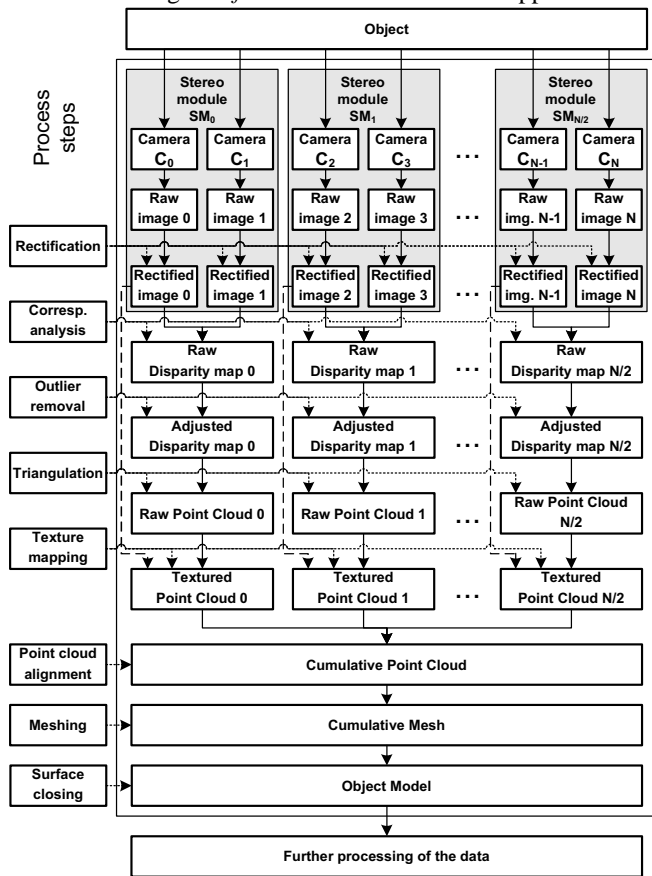 Object
Process steps
Stereo module SM0
Stereo module SM1
Stereo module SMN/2
Camera C0
Camera C1
Camera C2
Camera C3
...
Camera CN-1
Camera CN
Raw image 0
Raw image 1
Raw image 2
Raw image 3
...
Raw img. N-1
Raw image N
Rectification
Rectified image 0
Rectified image 1
Rectified image 2
Rectified image 3
...
Rectified img. N-1
Rectified image N
Corresp. analysis
Raw Disparity map 0
Raw Disparity map 1
...
Raw Disparity map N/2
Outlier removal
Adjusted Disparity map 0
Adjusted Disparity map 1
...
Adjusted Disparity map N/2
Triangulation
Raw Point Cloud 0
Raw Point Cloud 1
...
Raw Point Cloud N/2
Texture mapping
Textured Point Cloud 0
Textured Point Cloud 1
...
Textured Point Cloud N/2
Point cloud alignment
Cumulative Point Cloud
Meshing
Cumulative Mesh
Surface closing
Object Model
Further processing of the data